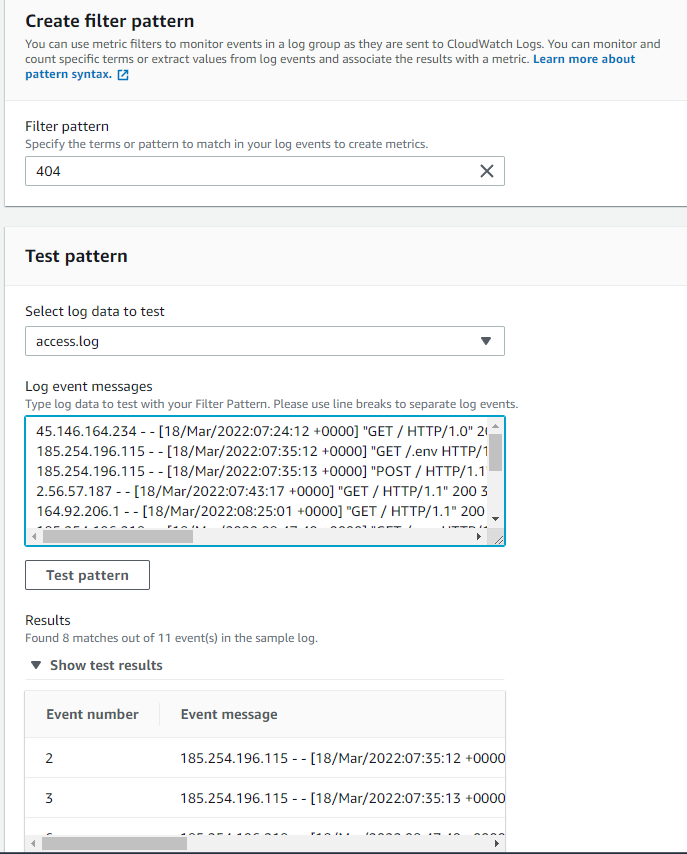 Create filter pattern
You can use metric filters to monitor events in a log group as they are sent to CloudWatch Logs. You can monitor and
count specific terms or extract values from log events and associate the results with a metric. Learn more about
pattern syntax.
Filter pattern
Specify the terms or pattern to match in your log events to create metrics.
404
Test pattern
Select log data to test
access.log
Log event messages
Type log data to test with your Filter Pattern. Please use line breaks to separate log events.
45.146.164.234 - - [18/Mar/2022:07:24:12 +0000] "GET / HTTP/1.0" 20
185.254.196.115 - - [18/Mar/2022:07:35:12 +0000] "GET /.env HTTP/1
185.254.196.115 - - [18/Mar/2022:07:35:13 +0000] "POST / HTTP/1.1"
2.56.57.187 - - [18/Mar/2022:07:43:17 +0000] "GET / HTTP/1.1" 200 3
164.92.206.1 - - [18/Mar/2022:08:25:01 +0000] "GET / HTTP/1.1" 200
Test pattern
Results
Found 8 matches out of 11 event(s) in the sample log.
Show test results
Event number Event message
2 185.254.196.115 - - [18/Mar/2022:07:35:12 +0000
3 185.254.196.115 - - [18/Mar/2022:07:35:13 +0000